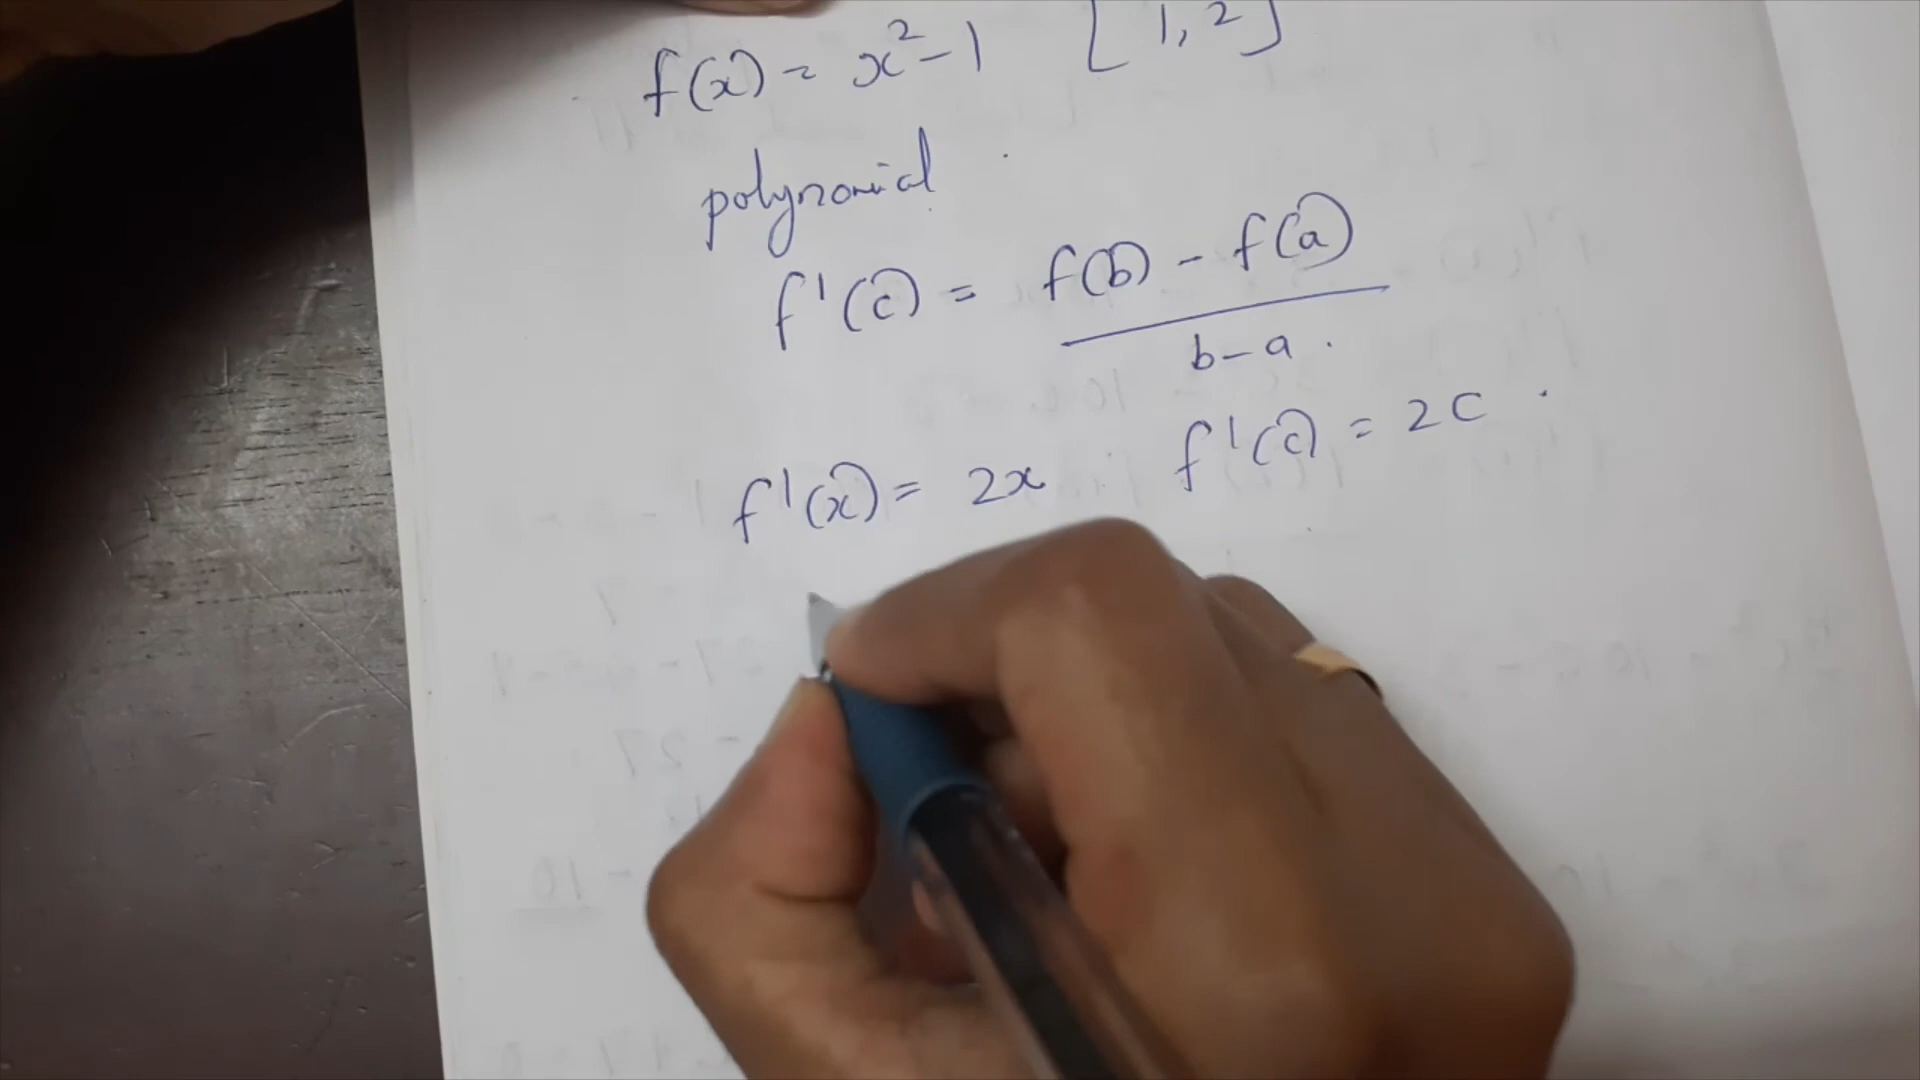 f(x) = x² - 1 [1, 2]
polynomial
f'(c) = f(b) - f(a)
b - a .
f'(x) = 2x f'(c) = 2c .